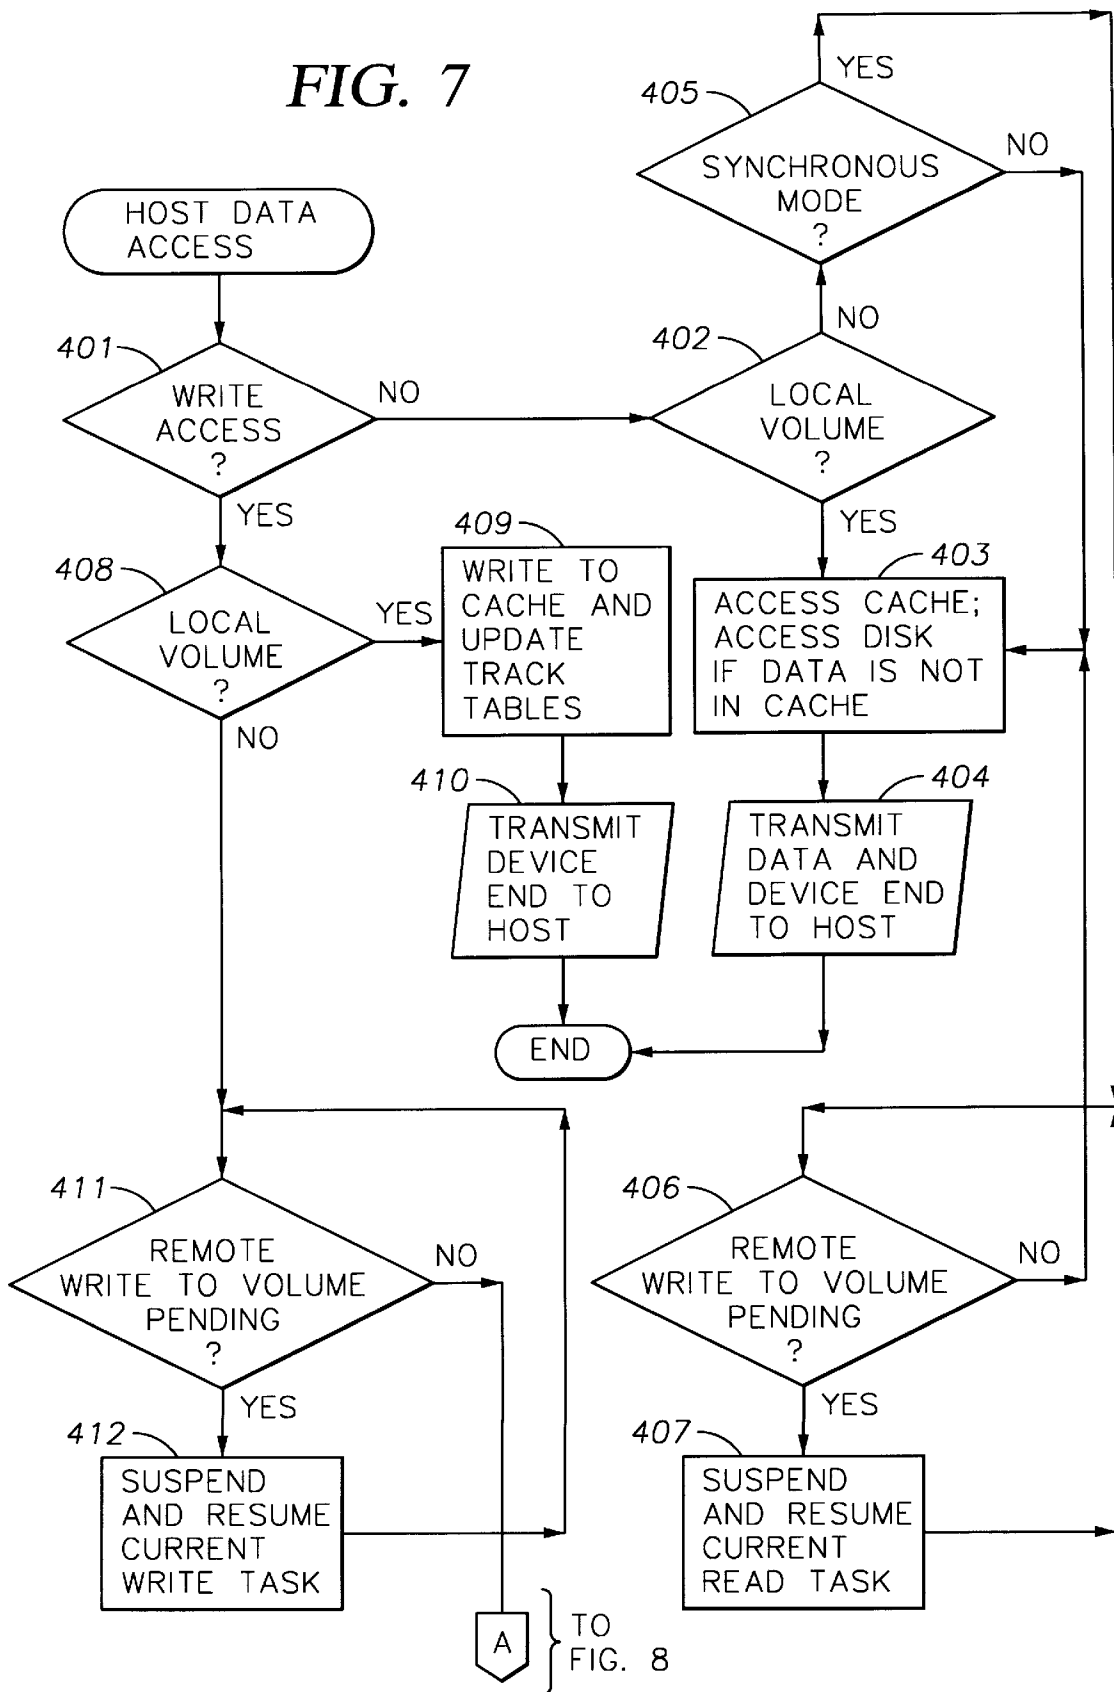 FIG. 7
HOST DATA
ACCESS
401
WRITE
ACCESS
?
NO
YES
405
SYNCHRONOUS
MODE
?
YES
NO
402
LOCAL
VOLUME
?
NO
YES
408
LOCAL
VOLUME
?
YES
NO
409
WRITE TO
CACHE AND
UPDATE
TRACK
TABLES
403
ACCESS CACHE;
ACCESS DISK
IF DATA IS NOT
IN CACHE
410
TRANSMIT
DEVICE
END TO
HOST
404
TRANSMIT
DATA AND
DEVICE END
TO HOST
END
411
REMOTE
WRITE TO VOLUME
PENDING
?
NO
YES
406
REMOTE
WRITE TO VOLUME
PENDING
?
NO
YES
412
SUSPEND
AND RESUME
CURRENT
WRITE TASK
407
SUSPEND
AND RESUME
CURRENT
READ TASK
A
TO
FIG. 8